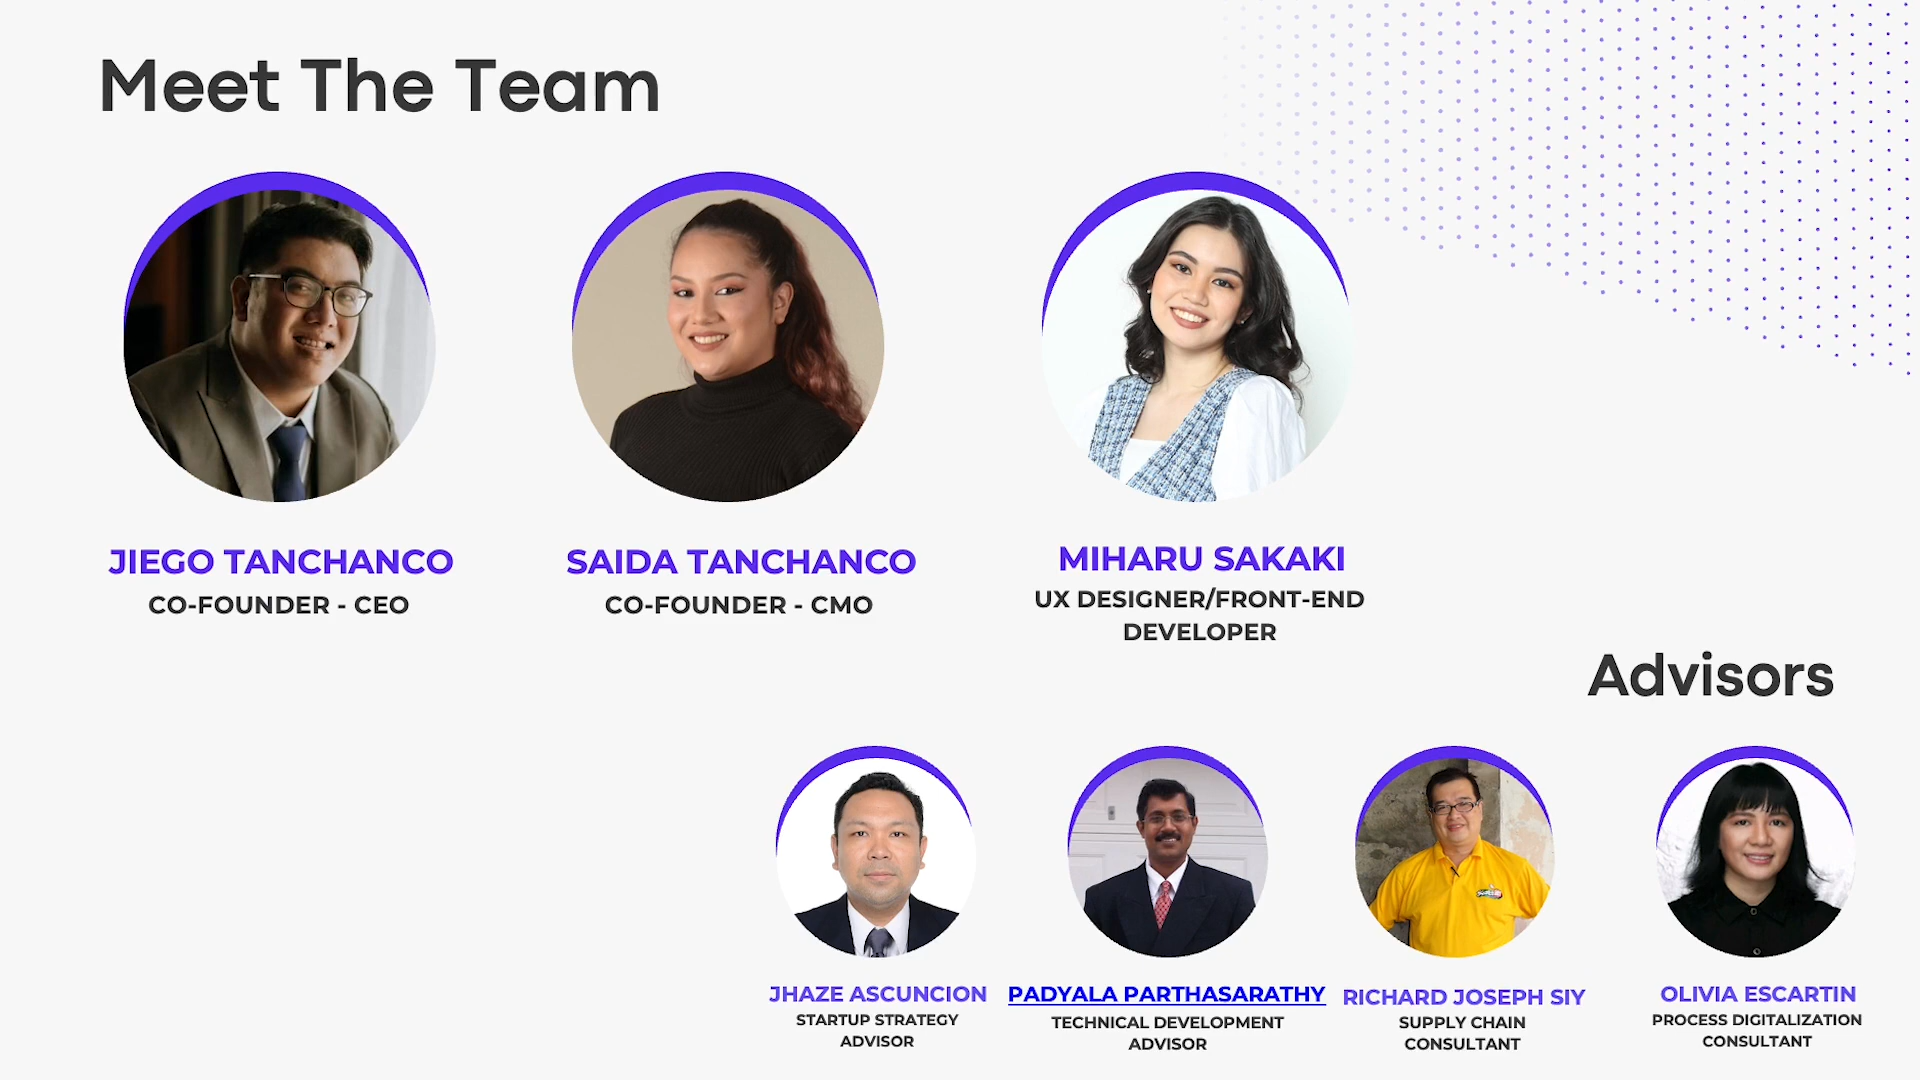 Meet The Team
JIEGO TANCHANCO
CO-FOUNDER - CEO
SAIDA TANCHANCO
CO-FOUNDER - CMO
MIHARU SAKAKI
UX DESIGNER/FRONT-END
DEVELOPER
Advisors
JHAZE ASCUNCION
STARTUP STRATEGY
ADVISOR
PADYALA PARTHASARATHY
TECHNICAL DEVELOPMENT
ADVISOR
RICHARD JOSEPH SIY
SUPPLY CHAIN
CONSULTANT
OLIVIA ESCARTIN
PROCESS DIGITALIZATION
CONSULTANT